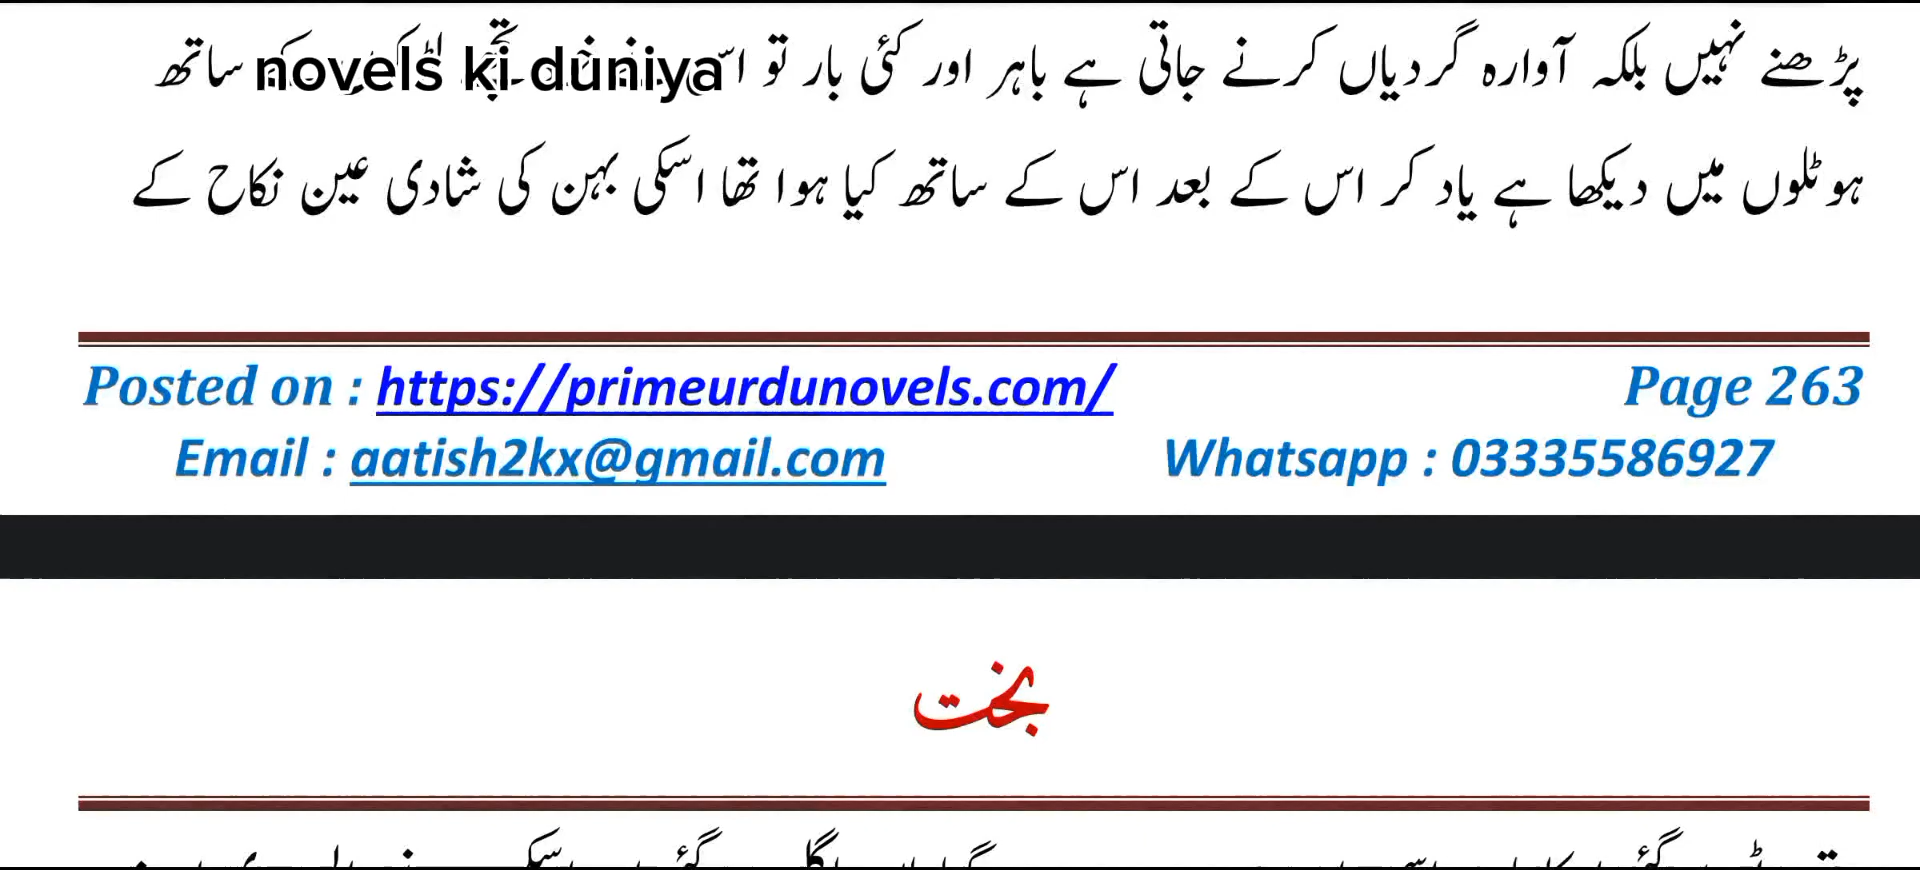 پڑھنے نہیں بلکہ آوارہ گردیاں کرنے جاتی ہے باہر اور کئی بار تو ساتھ
novels ki duniya
ہوٹلوں میں دیکھا ہے یاد کر اس کے بعد اس کے ساتھ کیا ہوا تھا اسکی بہن کی شادی عین نکاح کے
Posted on : https://primeurdunovels.com/ Page 263
Email : aatish2kx@gmail.com Whatsapp : 03335586927
بخت